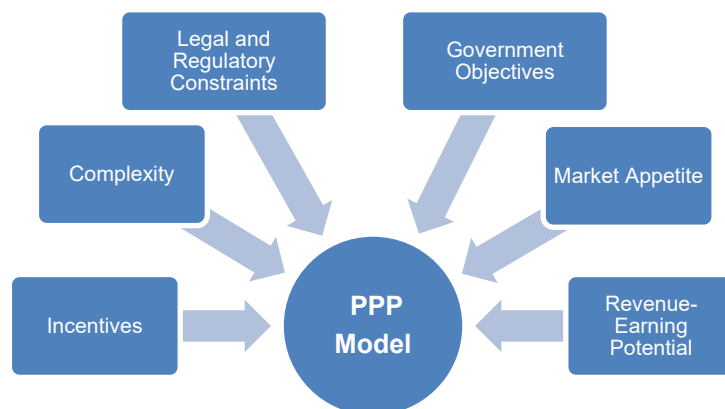 Legal and
Regulatory
Constraints
Government
Objectives
Complexity
Market Appetite
Incentives
PPP
Model
Revenue-
Earning
Potential